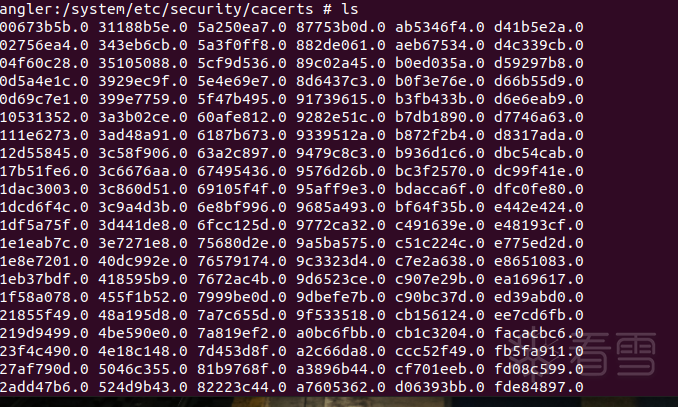 angler:/system/etc/security/cacerts # ls
00673b5b.0 31188b5e.0 5a250ea7.0 87753b0d.0 ab5346f4.0 d41b5e2a.0
02756ea4.0 343eb6cb.0 5a3f0ff8.0 882de061.0 aeb67534.0 d4c339cb.0
04f60c28.0 35105088.0 5cf9d536.0 89c02a45.0 b0ed035a.0 d59297b8.0
0d5a4e1c.0 3929ec9f.0 5e4e69e7.0 8d6437c3.0 b0f3e76e.0 d66b55d9.0
0d69c7e1.0 399e7759.0 5f47b495.0 91739615.0 b3fb433b.0 d6e6eab9.0
10531352.0 3a3b02ce.0 60afe812.0 9282e51c.0 b7db1890.0 d7746a63.0
111e6273.0 3ad48a91.0 6187b673.0 9339512a.0 b872f2b4.0 d8317ada.0
12d55845.0 3c58f906.0 63a2c897.0 9479c8c3.0 b936d1c6.0 dbc54cab.0
17b51fe6.0 3c6676aa.0 67495436.0 9576d26b.0 bc3f2570.0 dc99f41e.0
1dac3003.0 3c860d51.0 69105f4f.0 95aff9e3.0 bdacca6f.0 dfc0fe80.0
1dcd6f4c.0 3c9a4d3b.0 6e8bf996.0 9685a493.0 bf64f35b.0 e442e424.0
1df5a75f.0 3d441de8.0 6fcc125d.0 9772ca32.0 c491639e.0 e48193cf.0
1e1eab7c.0 3e7271e8.0 75680d2e.0 9a5ba575.0 c51c224c.0 e775ed2d.0
1e8e7201.0 40dc992e.0 76579174.0 9c3323d4.0 c7e2a638.0 e8651083.0
1eb37bdf.0 418595b9.0 7672ac4b.0 9d6523ce.0 c907e29b.0 ea169617.0
1f58a078.0 455f1b52.0 7999be0d.0 9dbefe7b.0 c90bc37d.0 ed39abd0.0
21855f49.0 48a195d8.0 7a7c655d.0 9f533518.0 cb156124.0 ee7cd6fb.0
219d9499.0 4be590e0.0 7a819ef2.0 a0bc6fbb.0 cb1c3204.0 facacbc6.0
23f4c490.0 4e18c148.0 7d453d8f.0 a2c66da8.0 ccc52f49.0 fb5fa911.0
27af790d.0 5046c355.0 81b9768f.0 a3896b44.0 cf701eeb.0 fd08c599.0
2add47b6.0 524d9b43.0 82223c44.0 a7605362.0 d06393bb.0 fde84897.0
看雪